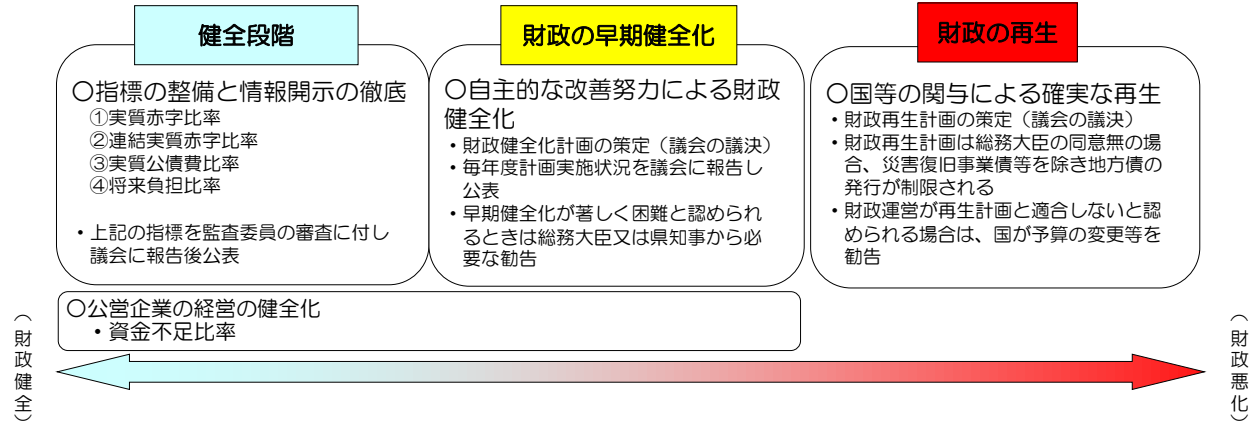 健全段階
〇指標の整備と情報開示の徹底
①実質赤字比率
②連結実質赤字比率
③実質公債費比率
④将来負担比率
・上記の指標を監査委員の審査に付し
議会に報告後公表
財政の早期健全化
〇自主的な改善努力による財政
健全化
・財政健全化計画の策定（議会の議決）
・毎年度計画実施状況を議会に報告し
公表
・早期健全化が著しく困難と認められ
るときは総務大臣又は県知事から必
要な勧告
財政の再生
〇国等の関与による確実な再生
・財政再生計画の策定（議会の議決）
・財政再生計画は総務大臣の同意無の場
合、災害復旧事業債等を除き地方債の
発行が制限される
・財政運営が再生計画と適合しないと認
められる場合は、国が予算の変更等を
勧告
〇公営企業の経営の健全化
・資金不足比率
（財政健全）
（財政悪化）